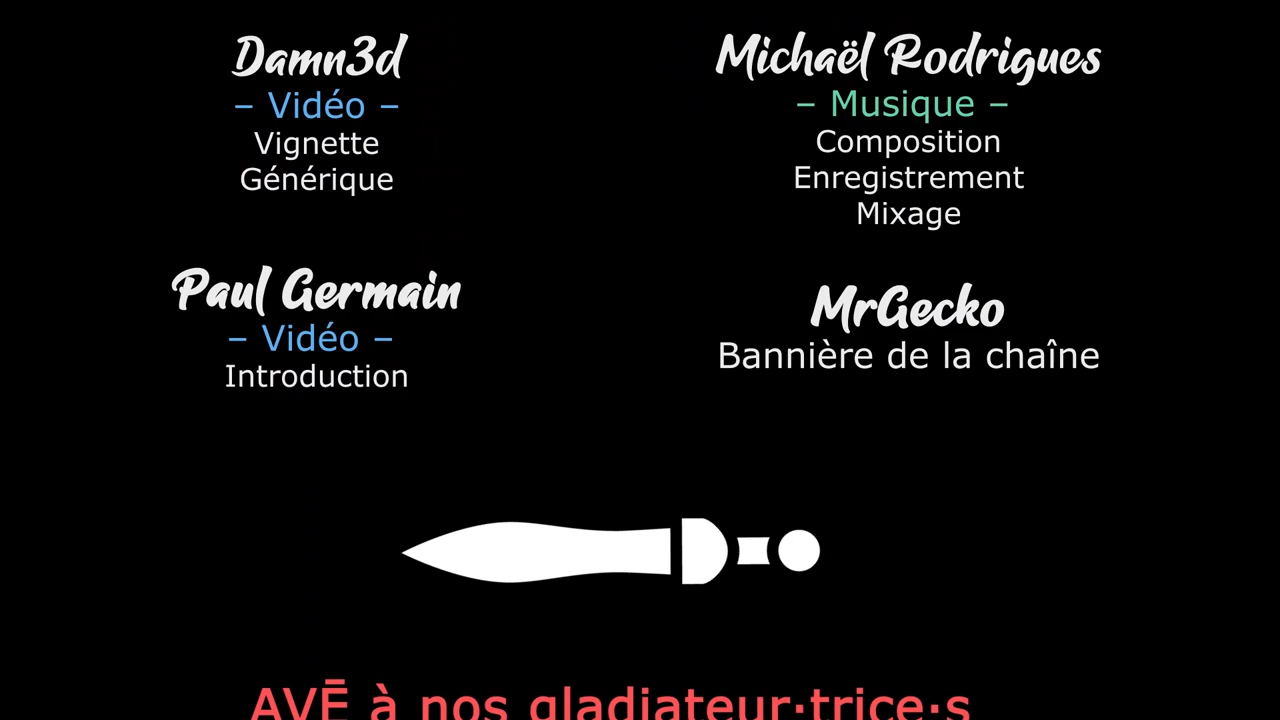 Damn3d
– Vidéo –
Vignette
Générique
Michaël Rodrigues
– Musique –
Composition
Enregistrement
Mixage
Paul Germain
– Vidéo –
Introduction
MrGecko
Bannière de la chaîne
AVĒ à nos gladiateur·trice·s